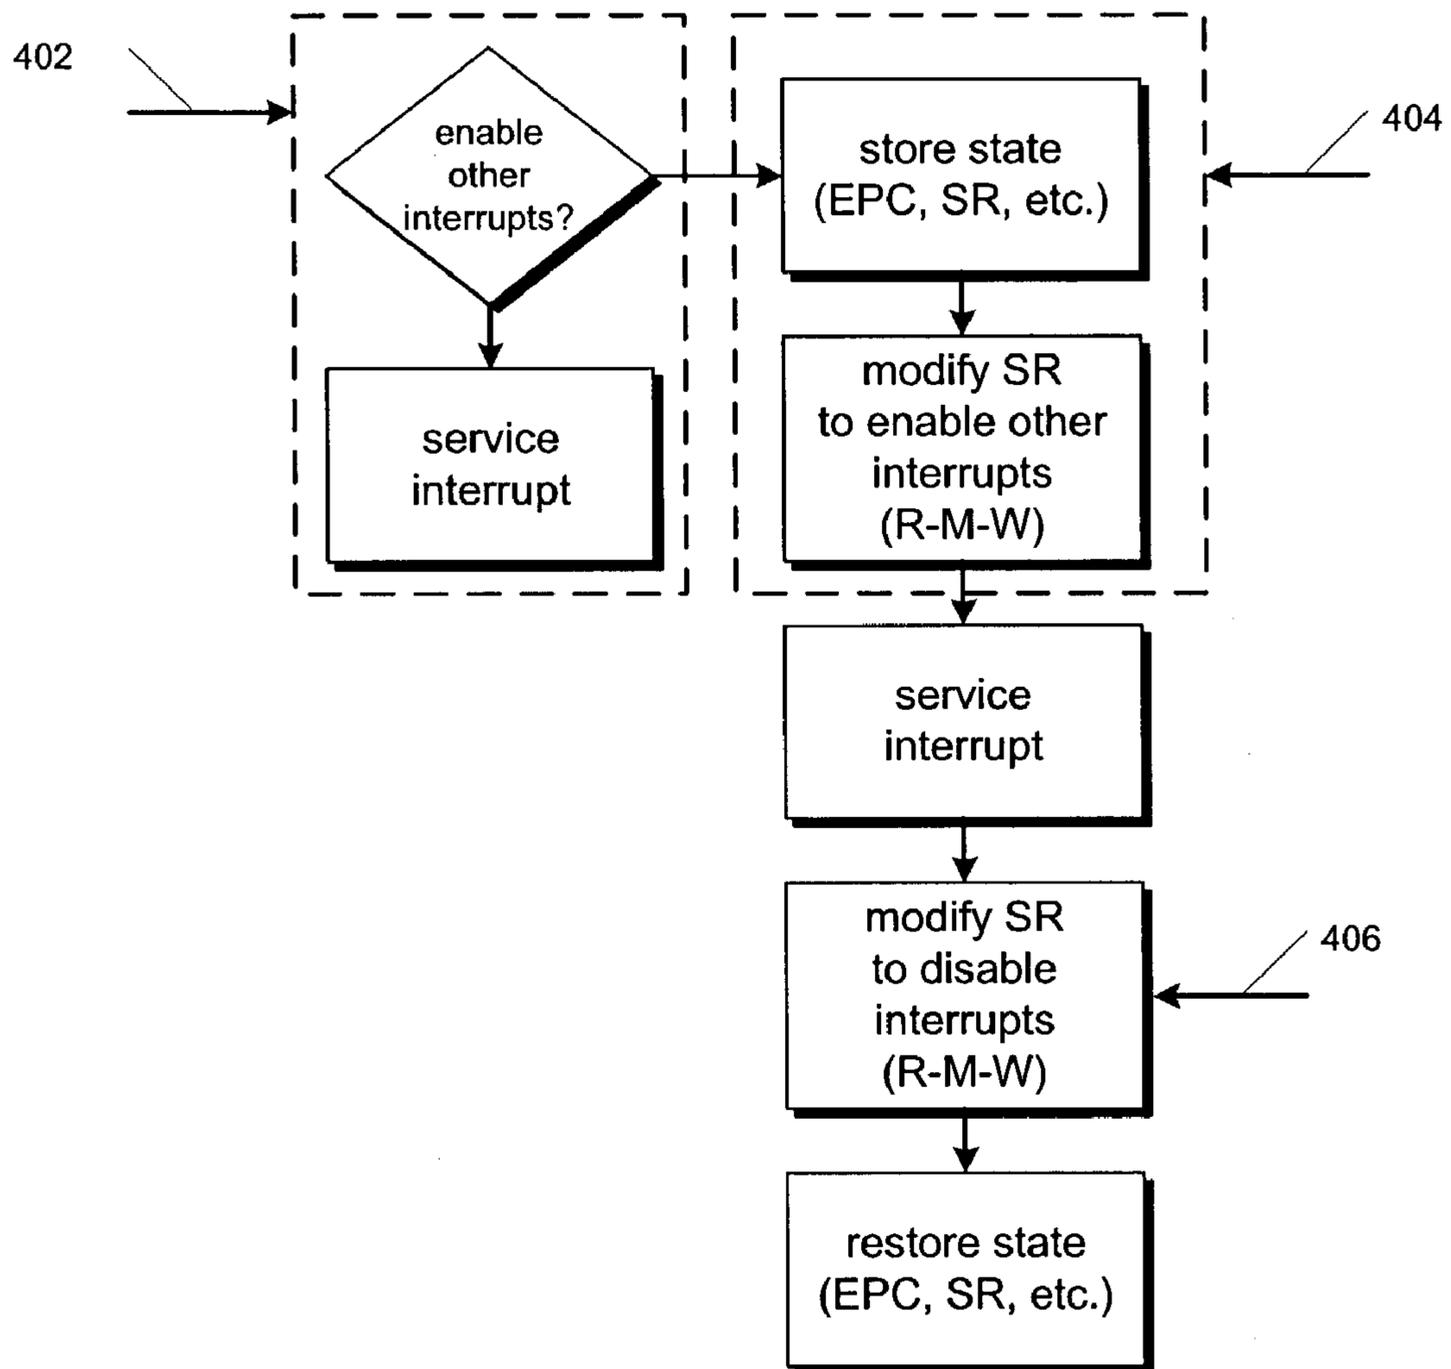 402
enable
other
interrupts?
service
interrupt
store state
(EPC, SR, etc.)
404
modify SR
to enable other
interrupts
(R-M-W)
service
interrupt
modify SR
to disable
interrupts
(R-M-W)
406
restore state
(EPC, SR, etc.)